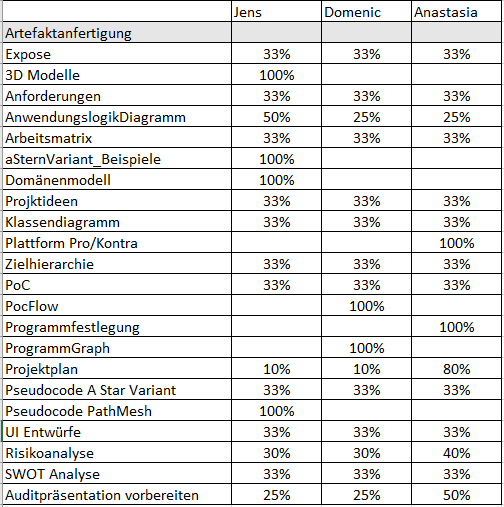 Jens Domenic Anastasia
Artefaktanfertigung
Expose 33% 33% 33%
3D Modelle 100%
Anforderungen 33% 33% 33%
AnwendungslogikDiagramm 50% 25% 25%
Arbeitsmatrix 33% 33% 33%
aSternVariant_Beispiele 100%
Domänenmodell 100%
Projktideen 33% 33% 33%
Klassendiagramm 33% 33% 33%
Plattform Pro/Kontra 100%
Zielhierarchie 33% 33% 33%
PoC 33% 33% 33%
PocFlow 100%
Programmfestlegung 100%
ProgrammGraph 100%
Projektplan 10% 10% 80%
Pseudocode A Star Variant 33% 33% 33%
Pseudocode PathMesh 100%
UI Entwürfe 33% 33% 33%
Risikoanalyse 30% 30% 40%
SWOT Analyse 33% 33% 33%
Auditpräsentation vorbereiten 25% 25% 50%